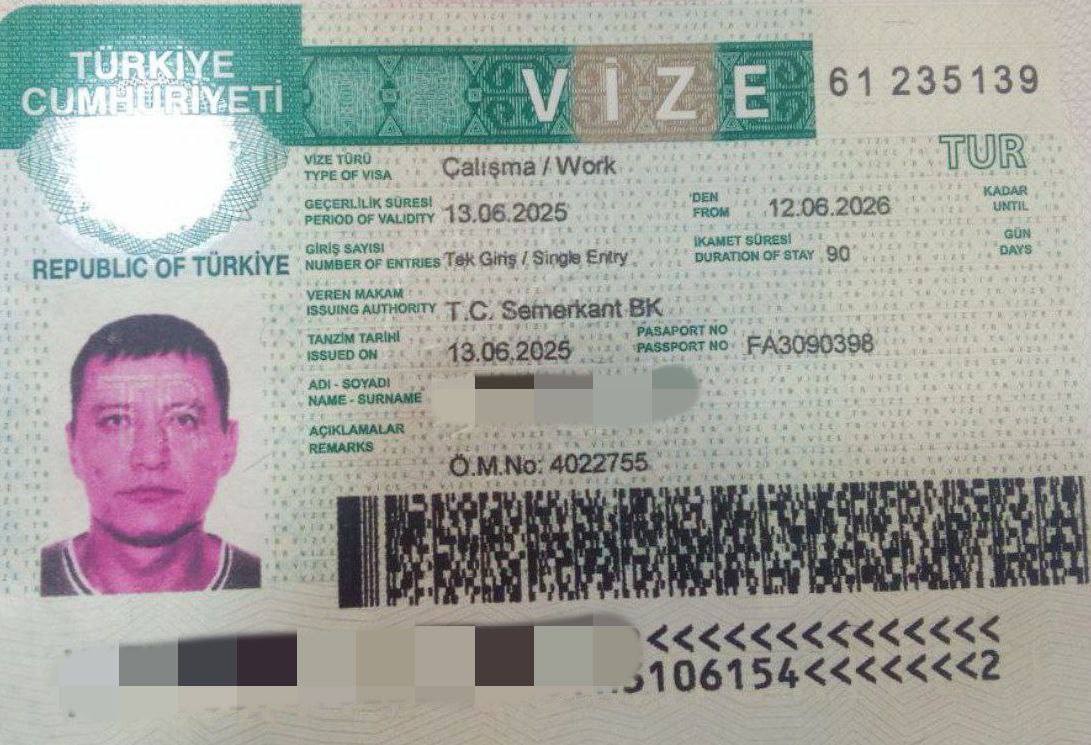 TÜRKİYE
CUMHURİYETİ
REPUBLIC OF TÜRKİYE
VİZE
61 235139
TUR
VİZE TÜRÜ
TYPE OF VISA
Çalışma / Work
GEÇERLİLİK SÜRESİ
PERIOD OF VALIDITY
13.06.2025
'DEN
FROM
12.06.2026
KADAR
UNTIL
GİRİŞ SAYISI
NUMBER OF ENTRIES
Tek Giriş / Single Entry
İKAMET SÜRESİ
DURATION OF STAY
90
GÜN
DAYS
VEREN MAKAM
ISSUING AUTHORITY
T.C. Semerkant BK
TANZİM TARİHİ
ISSUED ON
13.06.2025
PASAPORT NO
PASSPORT NO
FA3090398
ADI - SOYADI
NAME - SURNAME
AÇIKLAMALAR
REMARKS
Ö.M.No: 4022755
<<<<<<<<<<<<<<
106154<<<<<<<2